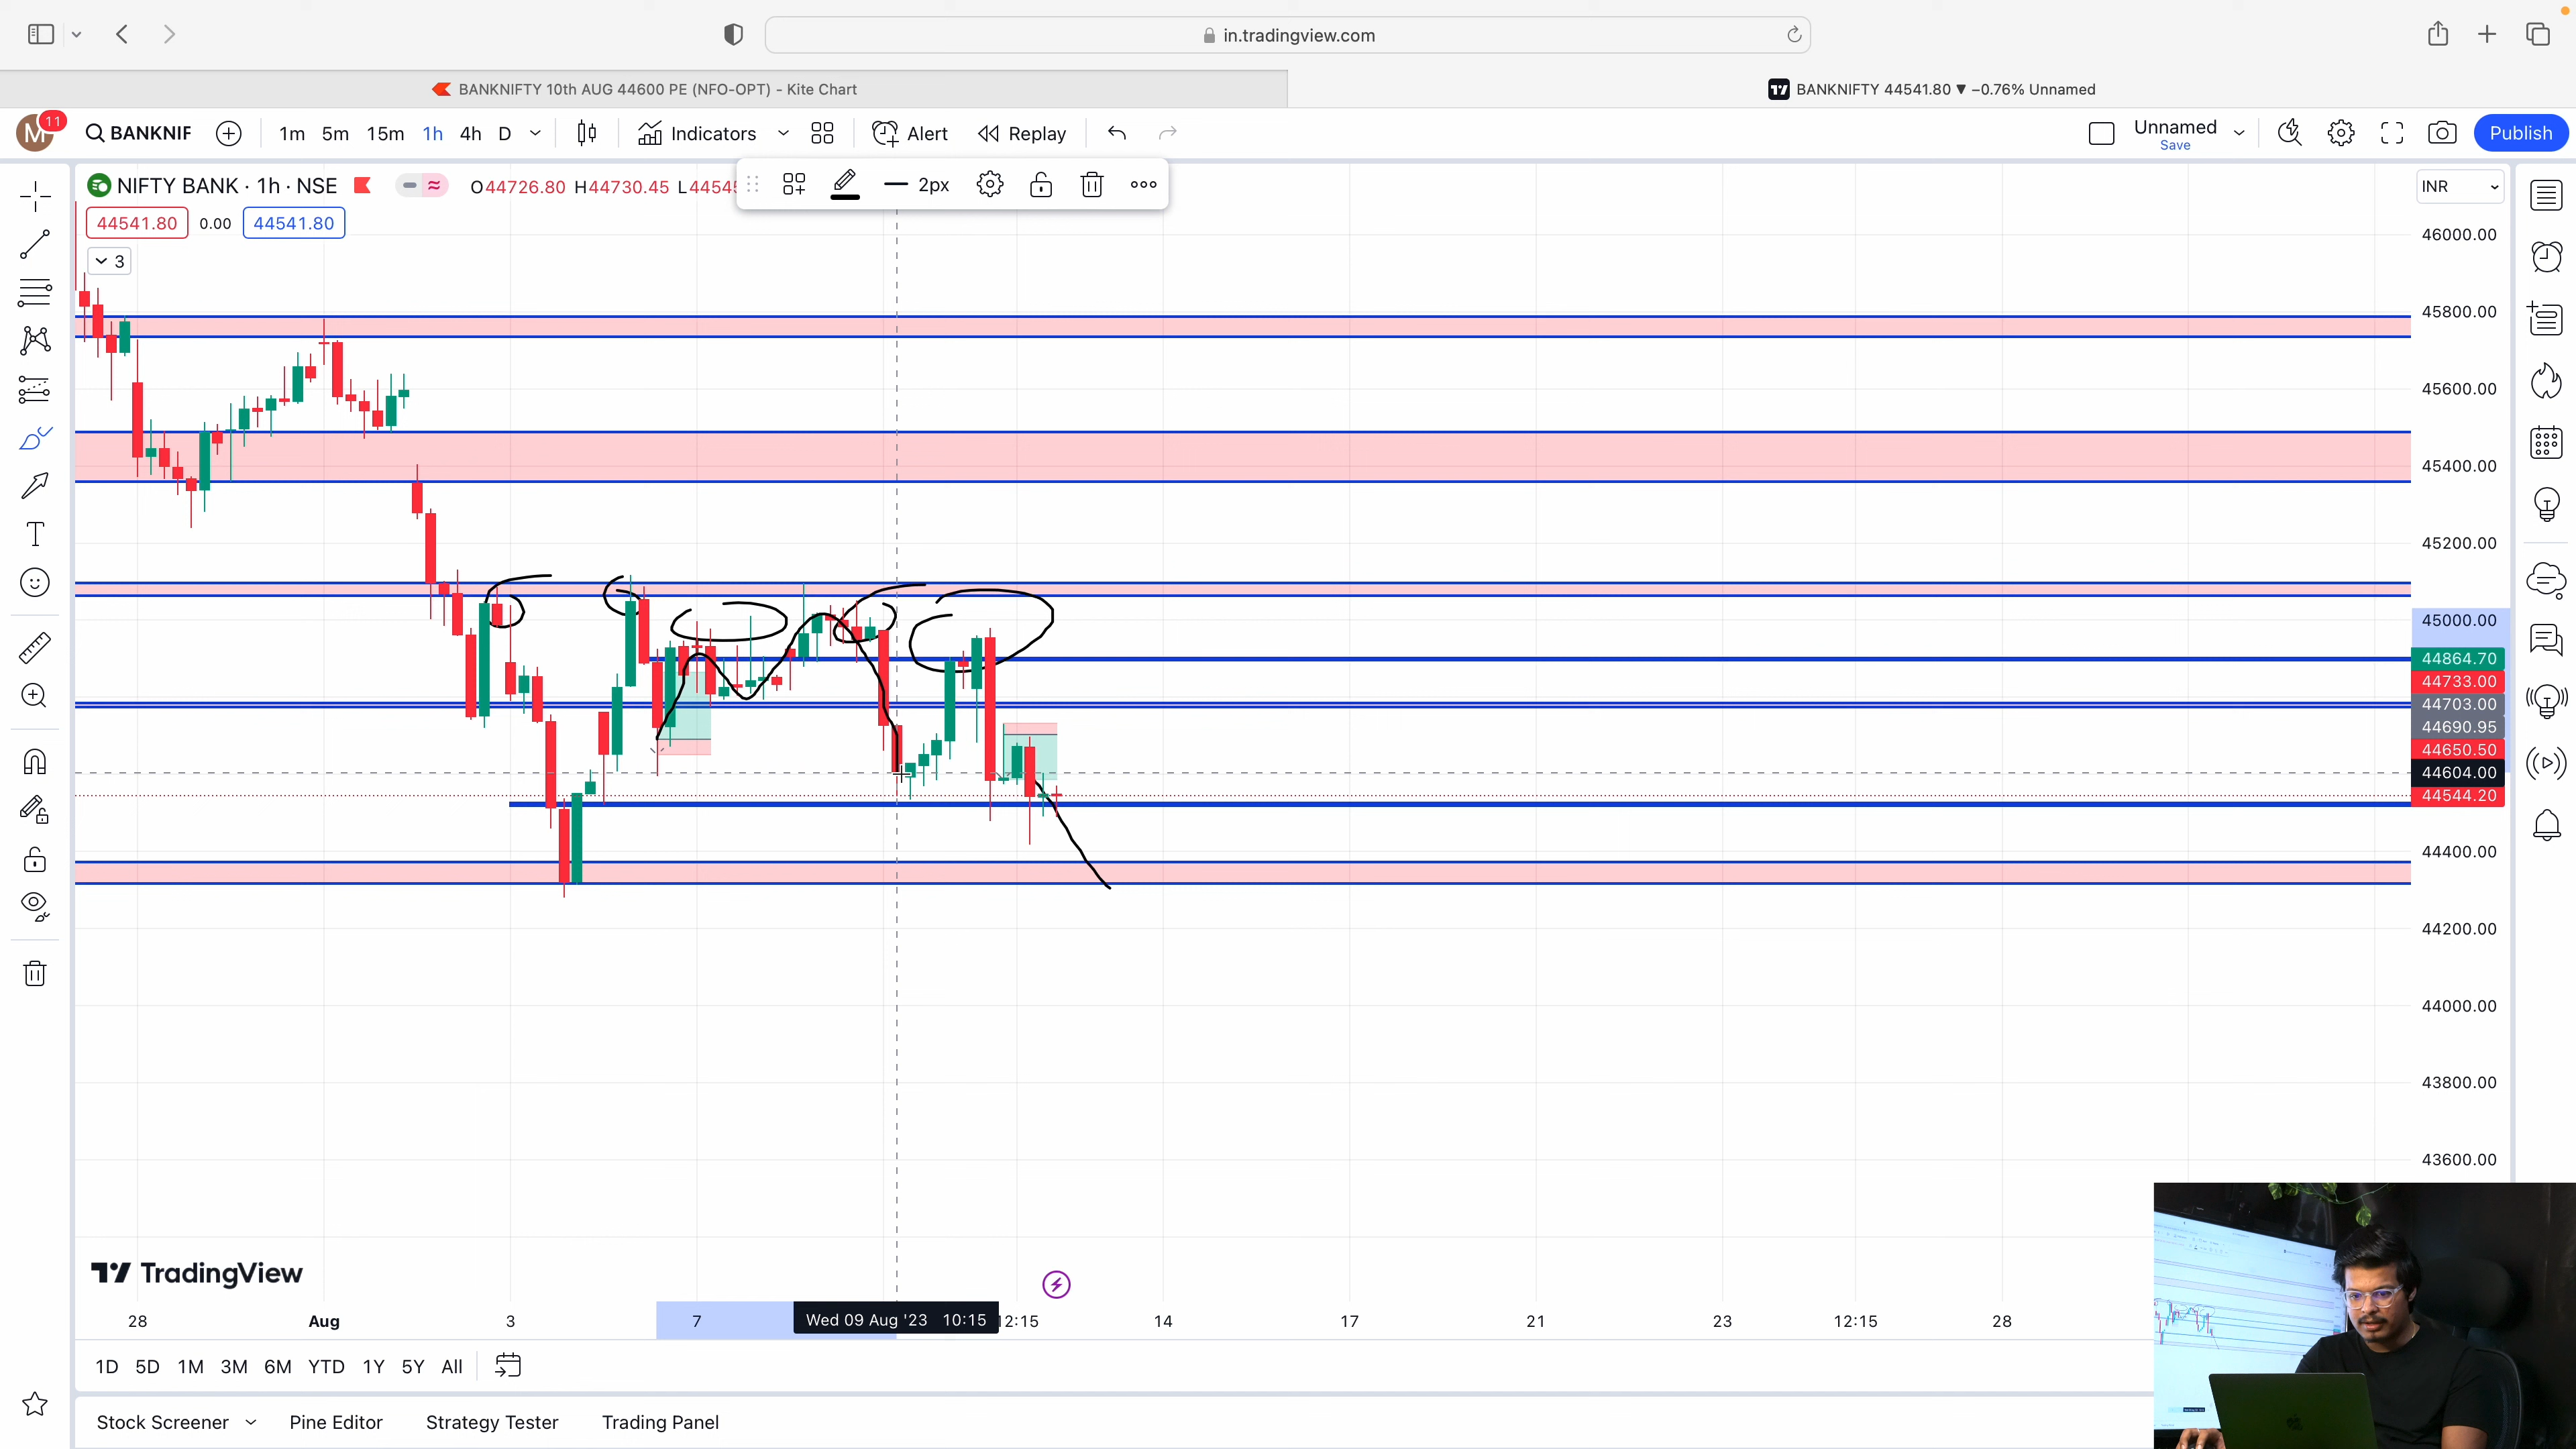 in.tradingview.com
BANKNIFTY 10th AUG 44600 PE (NFO-OPT) - Kite Chart
BANKNIFTY 44541.80 ▼ −0.76% Unnamed
M 11
BANKNIF
1m 5m 15m 1h 4h D
Indicators
Alert
Replay
Unnamed
Save
Publish
NIFTY BANK · 1h · NSE
O44726.80 H44730.45 L4454
2px
INR
44541.80 0.00 44541.80
3
46000.00
45800.00
45600.00
45400.00
45200.00
45000.00
44864.70
44733.00
44703.00
44690.95
44650.50
44604.00
44544.20
44400.00
44200.00
44000.00
43800.00
43600.00
TradingView
28 Aug 3 7 Wed 09 Aug '23 10:15 12:15 14 17 21 23 12:15 28
1D 5D 1M 3M 6M YTD 1Y 5Y All
Stock Screener Pine Editor Strategy Tester Trading Panel